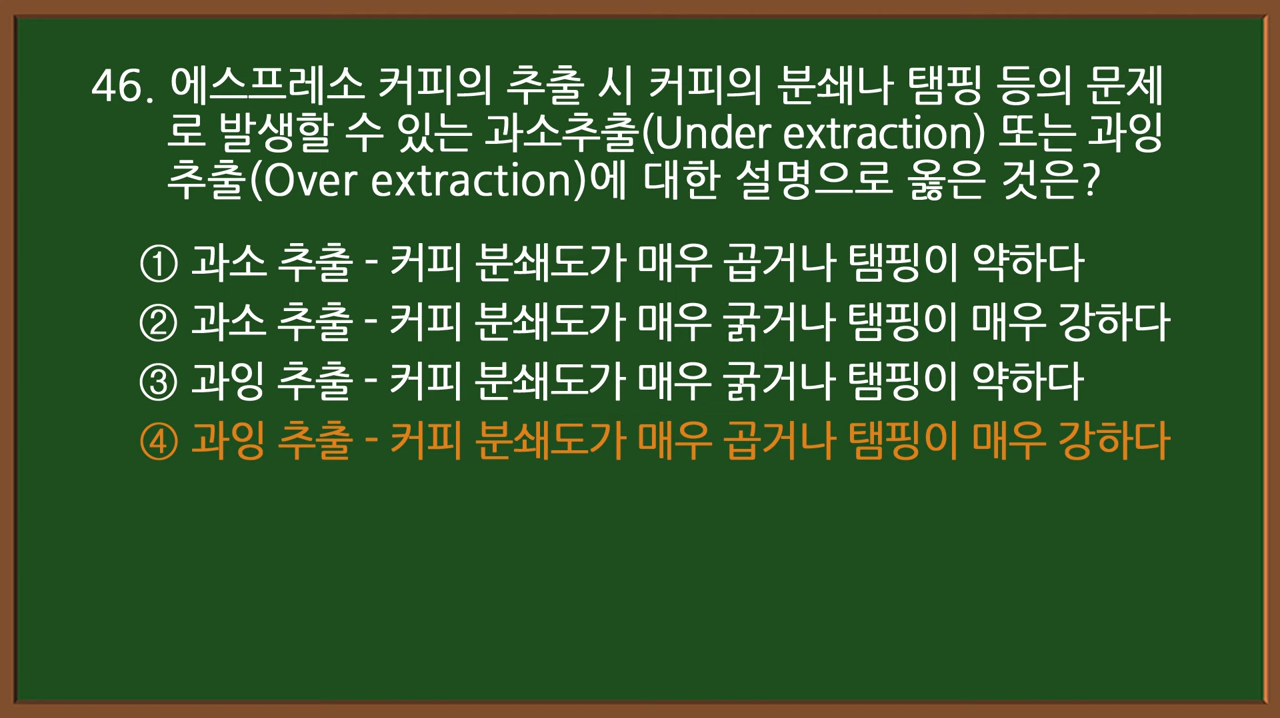 46. 에스프레소 커피의 추출 시 커피의 분쇄나 탬핑 등의 문제
로 발생할 수 있는 과소추출(Under extraction) 또는 과잉
추출(Over extraction)에 대한 설명으로 옳은 것은?
① 과소 추출 - 커피 분쇄도가 매우 곱거나 탬핑이 약하다
② 과소 추출 - 커피 분쇄도가 매우 굵거나 탬핑이 매우 강하다
③ 과잉 추출 - 커피 분쇄도가 매우 굵거나 탬핑이 약하다
④ 과잉 추출 - 커피 분쇄도가 매우 곱거나 탬핑이 매우 강하다